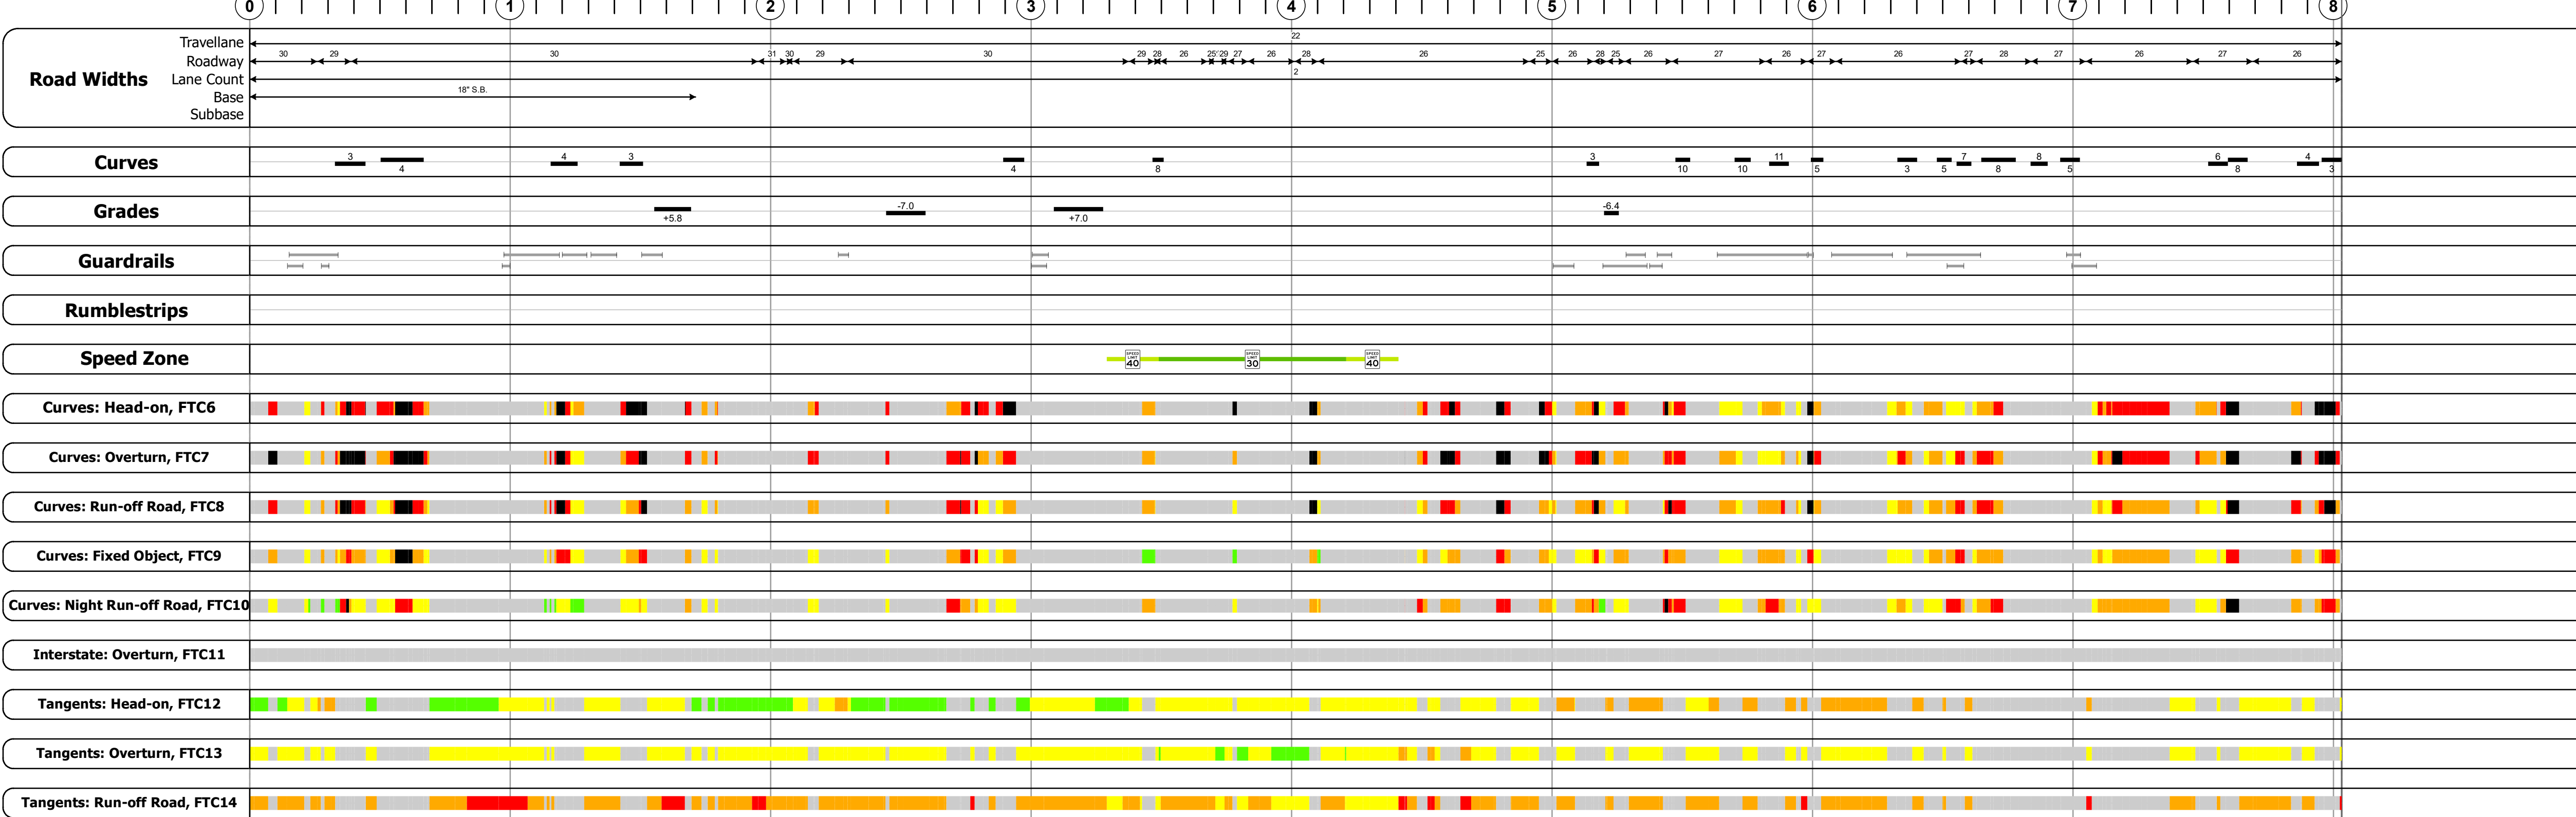 0 1 2 3 4 5 6 7 8
Road Widths
Travellane 22
Roadway 30 29 30 31 30 29 30 29 28 26 25 29 27 26 28 26 25 26 28 25 26 27 26 27 26 27 28 27 26 27 26
Lane Count 2
Base 18" S.B.
Subbase
Curves 3 4 4 3 4 8 3 10 10 11 5 3 5 7 8 8 5 6 8 4 3
Grades +5.8 -7.0 +7.0 -6.4
Guardrails
Rumblestrips
Speed Zone
SPEED LIMIT 40
SPEED LIMIT 30
SPEED LIMIT 40
Curves: Head-on, FTC6
Curves: Overturn, FTC7
Curves: Run-off Road, FTC8
Curves: Fixed Object, FTC9
Curves: Night Run-off Road, FTC10
Interstate: Overturn, FTC11
Tangents: Head-on, FTC12
Tangents: Overturn, FTC13
Tangents: Run-off Road, FTC14